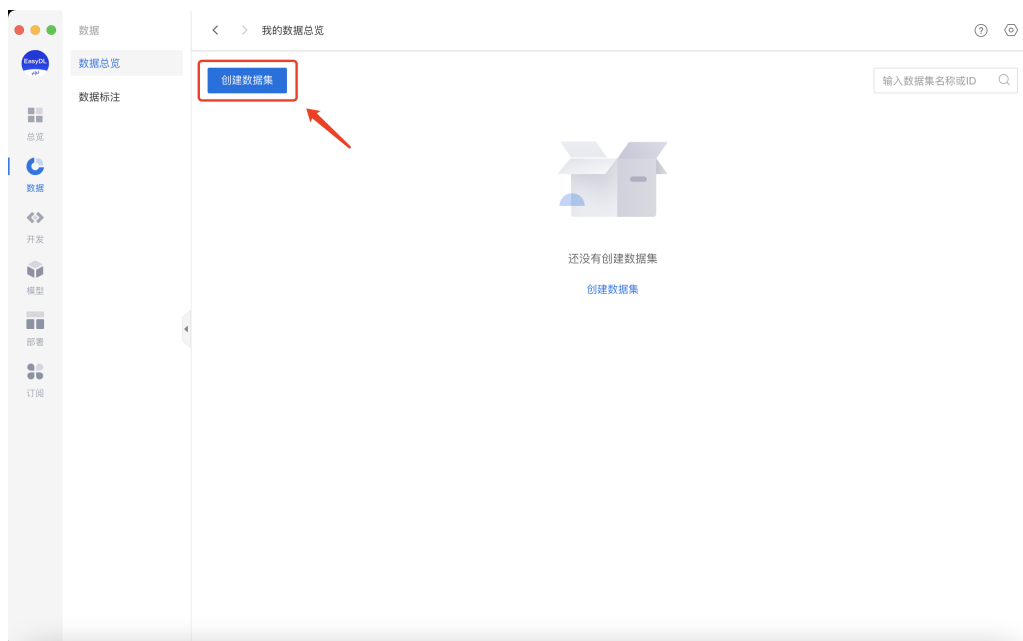 数据
我的数据总览
EasyDL
数据总览
创建数据集
输入数据集名称或ID
数据标注
总览
数据
开发
模型
部署
订阅
还没有创建数据集
创建数据集